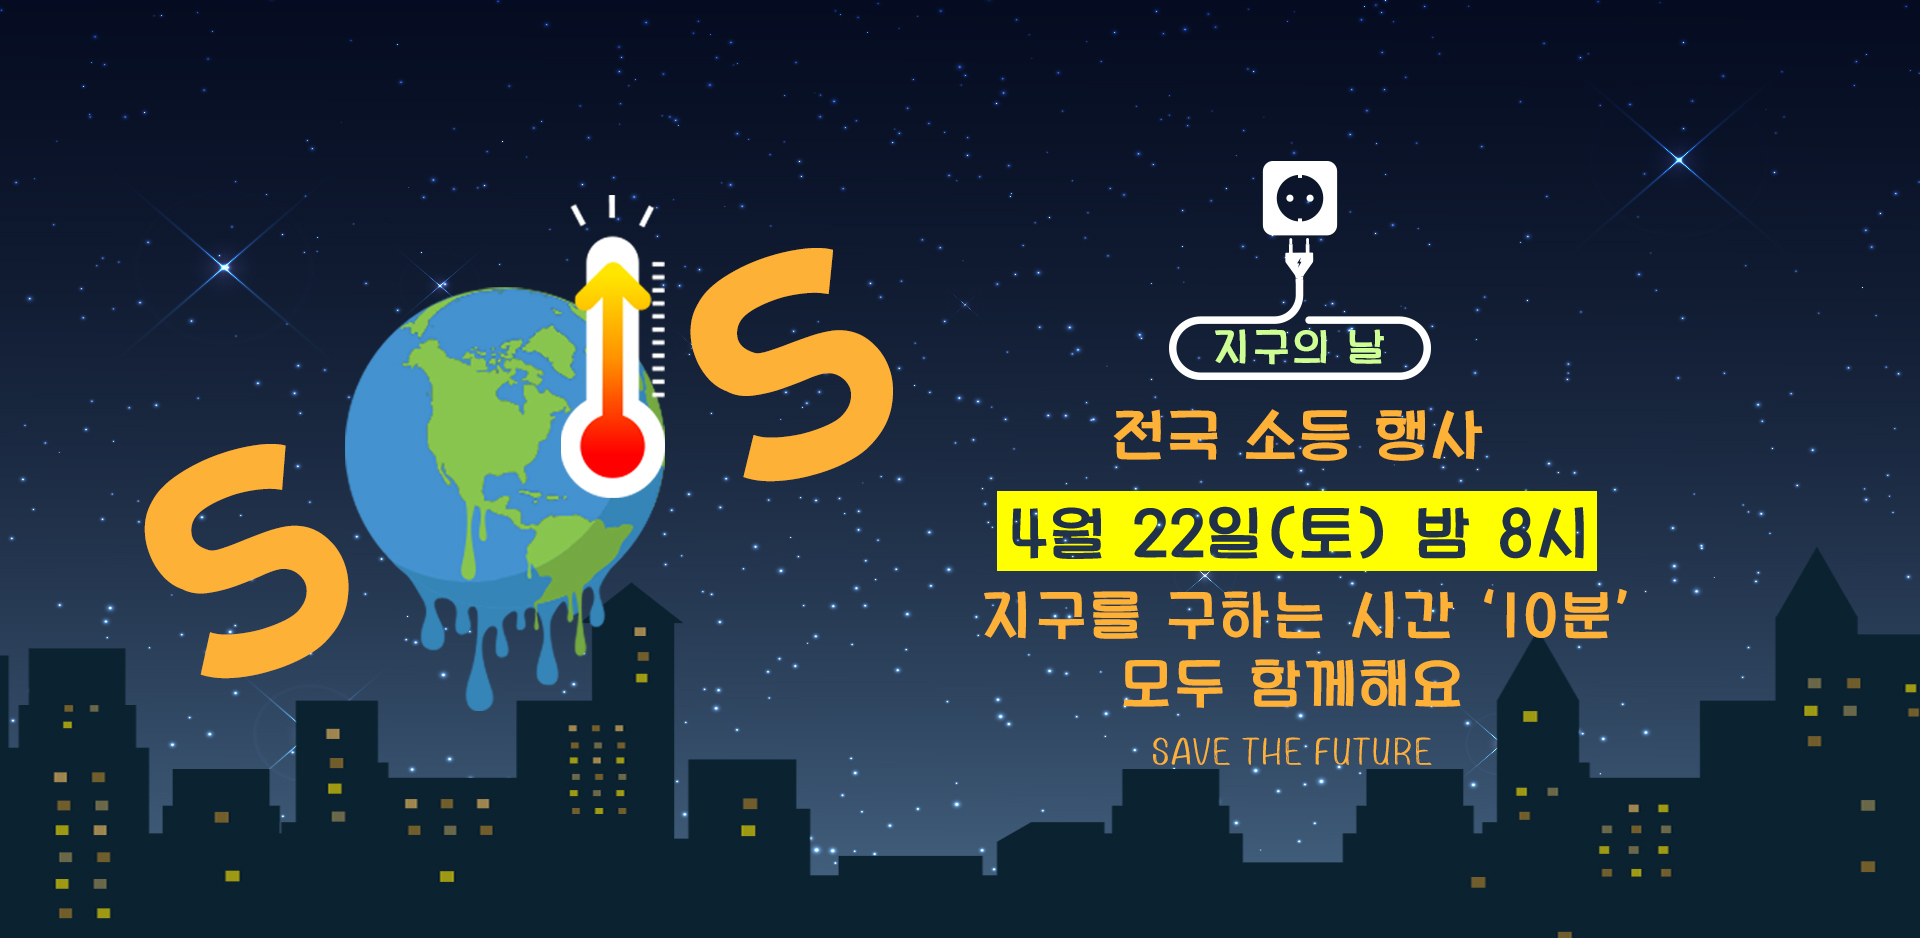 S S
지구의 날
전국 소등 행사
4월 22일(토) 밤 8시
지구를 구하는 시간 ‘10분’
모두 함께해요
SAVE THE FUTURE